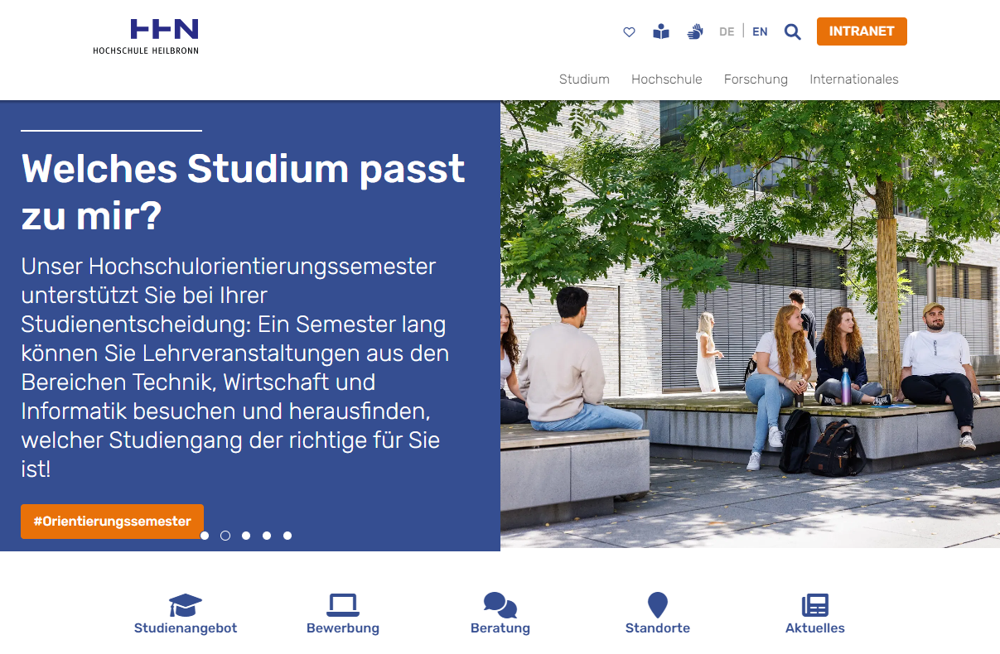 HHN
HOCHSCHULE HEILBRONN
DE | EN
INTRANET
Studium
Hochschule
Forschung
Internationales
Welches Studium passt
zu mir?
Unser Hochschulorientierungssemester
unterstützt Sie bei Ihrer
Studienentscheidung: Ein Semester lang
können Sie Lehrveranstaltungen aus den
Bereichen Technik, Wirtschaft und
Informatik besuchen und herausfinden,
welcher Studiengang der richtige für Sie
ist!
#Orientierungssemester
Studienangebot
Bewerbung
Beratung
Standorte
Aktuelles